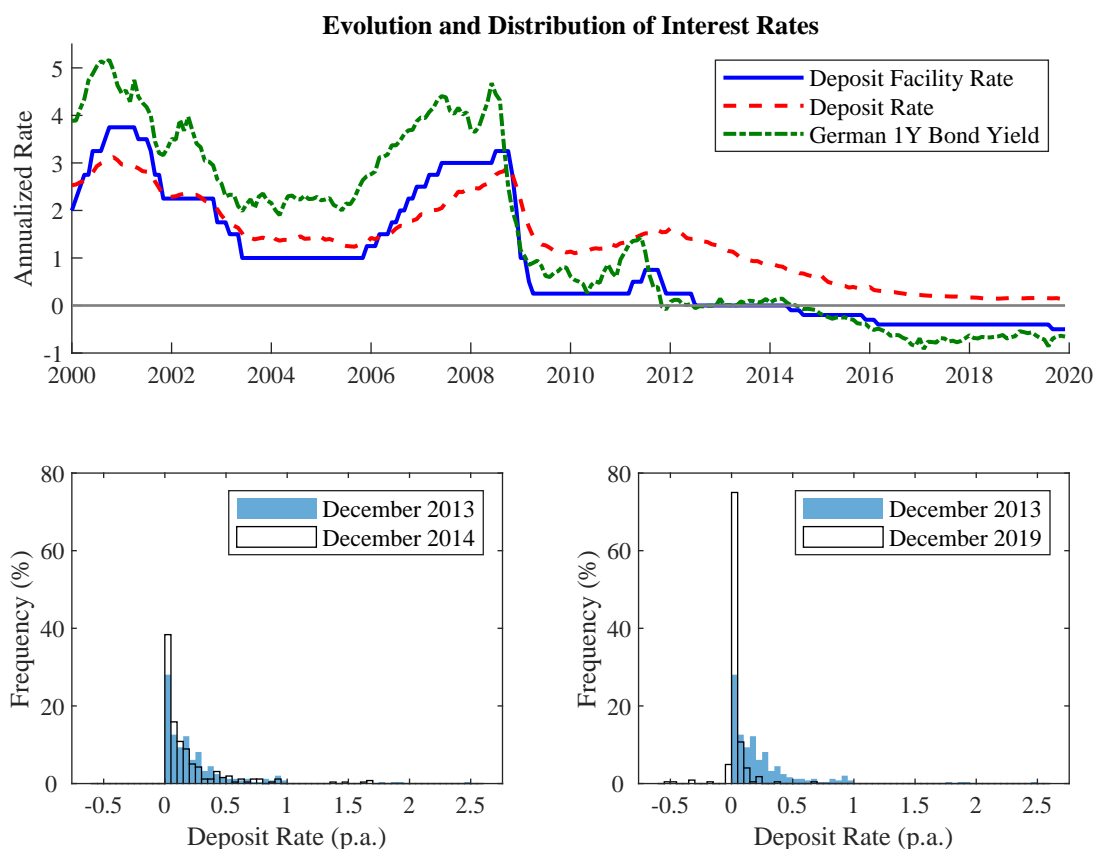 Evolution and Distribution of Interest Rates
Annualized Rate
5
4
3
2
1
0
-1
Deposit Facility Rate
Deposit Rate
German 1Y Bond Yield
2000 2002 2004 2006 2008 2010 2012 2014 2016 2018 2020
Frequency (%)
80
60
40
20
0
December 2013
December 2014
-0.5 0 0.5 1 1.5 2 2.5
Deposit Rate (p.a.)
Frequency (%)
80
60
40
20
0
December 2013
December 2019
-0.5 0 0.5 1 1.5 2 2.5
Deposit Rate (p.a.)